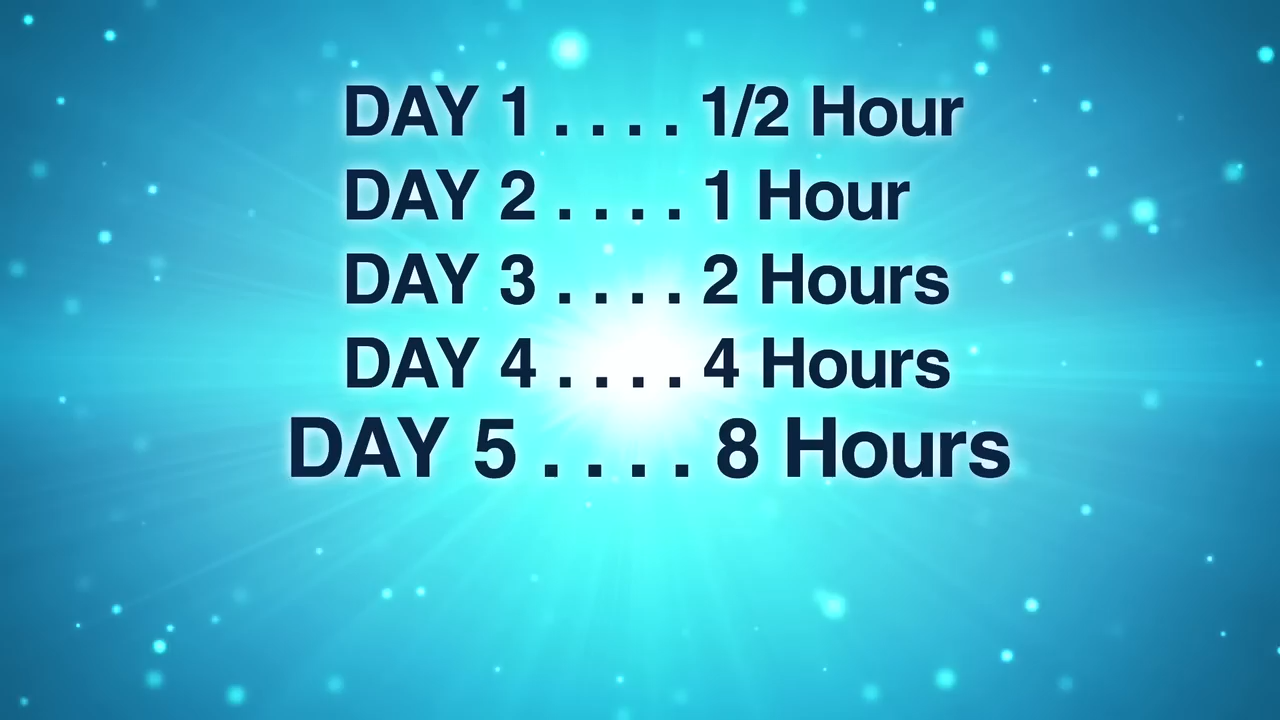 DAY 1 . . . . 1/2 Hour
DAY 2 . . . . 1 Hour
DAY 3 . . . . 2 Hours
DAY 4 . . . . 4 Hours
DAY 5 . . . . 8 Hours